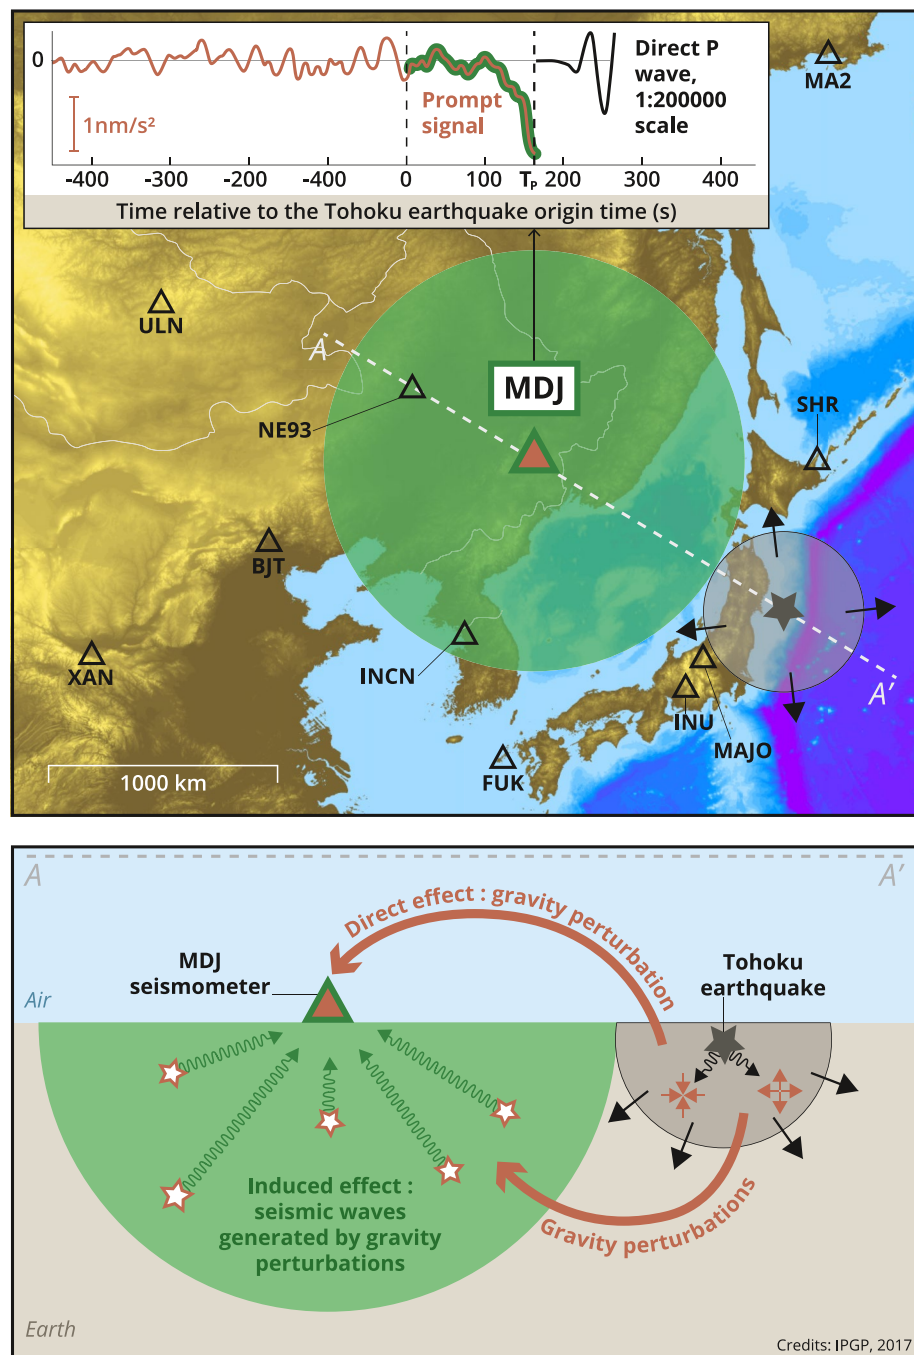 0
Direct P
wave,
1:200000
scale
Prompt
signal
1nm/s²
-400 -300 -200 -400 0 100 Tₚ 200 300 400
Time relative to the Tohoku earthquake origin time (s)
MA2
ULN
A
MDJ
NE93
SHR
BJT
XAN
INCN
A'
INU
MAJO
FUK
1000 km
A A'
Direct effect : gravity perturbation
MDJ
seismometer
Tohoku
earthquake
Air
Induced effect :
seismic waves
generated by gravity
perturbations
Gravity perturbations
Earth
Credits: IPGP, 2017